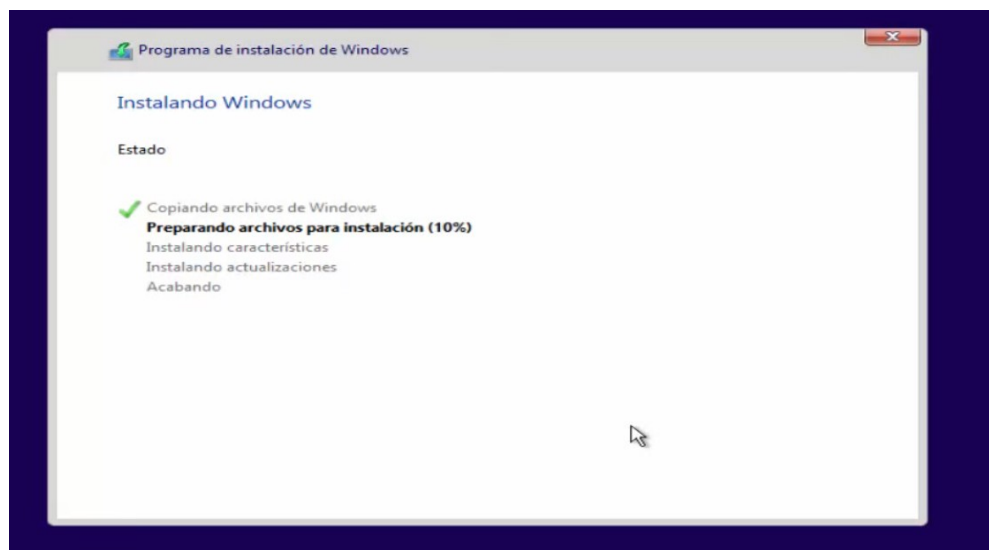 Programa de instalación de Windows
Instalando Windows
Estado
Copiando archivos de Windows
Preparando archivos para instalación (10%)
Instalando características
Instalando actualizaciones
Acabando